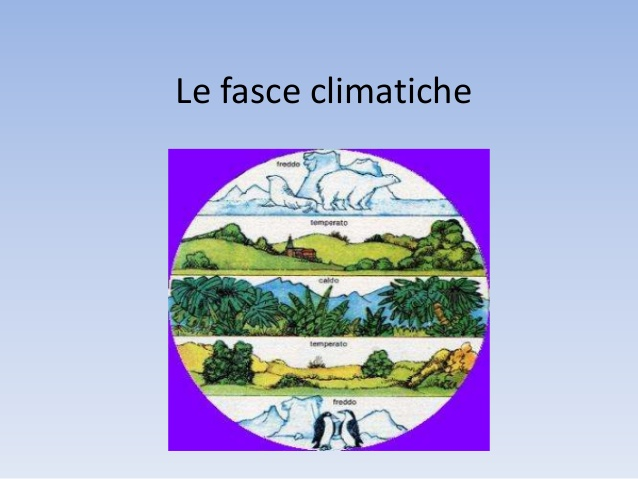 Le fasce climatiche
freddo
temperato
caldo
temperato
freddo